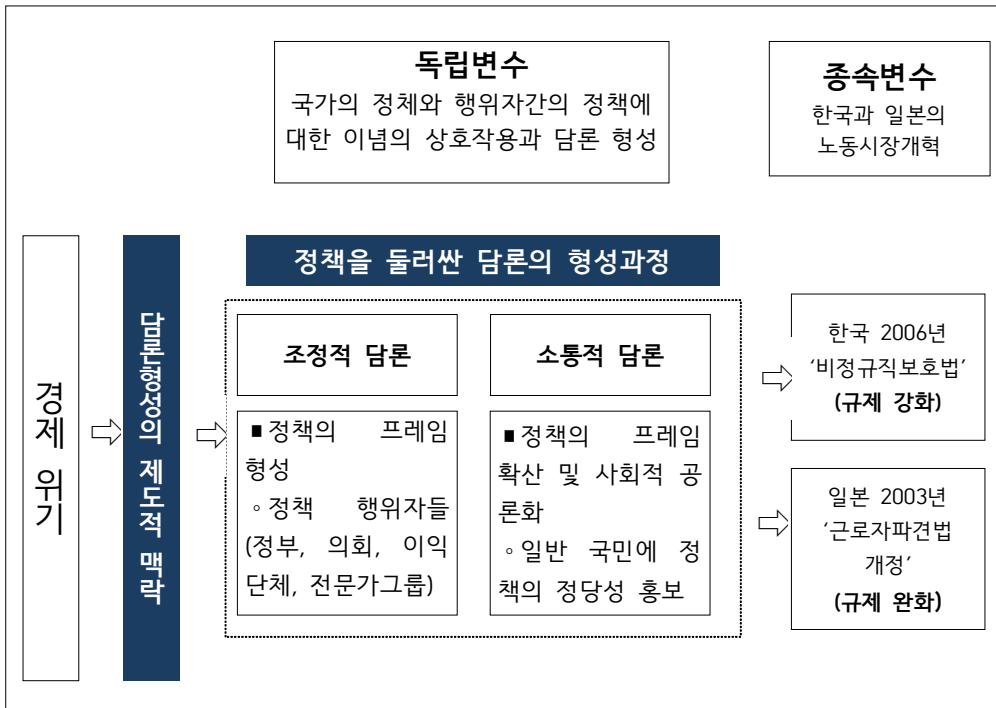 독립변수
국가의 정체와 행위자간의 정책에
대한 이념의 상호작용과 담론 형성
종속변수
한국과 일본의
노동시장개혁
경제 위기
담론형성의 제도적 맥락
정책을 둘러싼 담론의 형성과정
조정적 담론
■정책의 프레임
형성
◦정책 행위자들
(정부, 의회, 이익
단체, 전문가그룹)
소통적 담론
■정책의 프레임
확산 및 사회적 공
론화
◦일반 국민에 정
책의 정당성 홍보
한국 2006년
‘비정규직보호법’
(규제 강화)
일본 2003년
‘근로자파견법
개정’
(규제 완화)